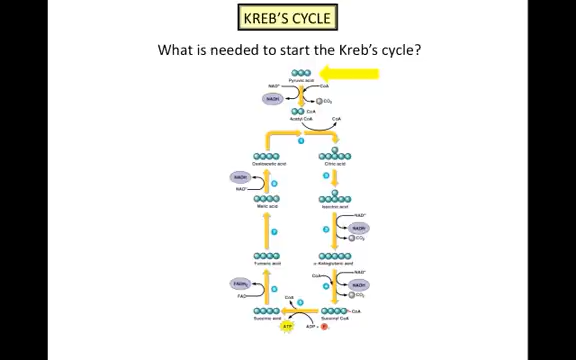 KREB'S CYCLE
What is needed to start the Kreb's cycle?
Pyruvic acid
NAD⁺
CoA
NADH
CO₂
CoA
Acetyl CoA
CoA
Oxaloacetic acid
Citric acid
NADH
NAD⁺
Malic acid
Isocitric acid
NAD⁺
NADH
CO₂
Fumaric acid
α-Ketoglutaric acid
CoA
NAD⁺
FADH₂
NADH
FAD
CO₂
CoA
Succinic acid
Succinyl CoA
CoA
ATP
ADP + P